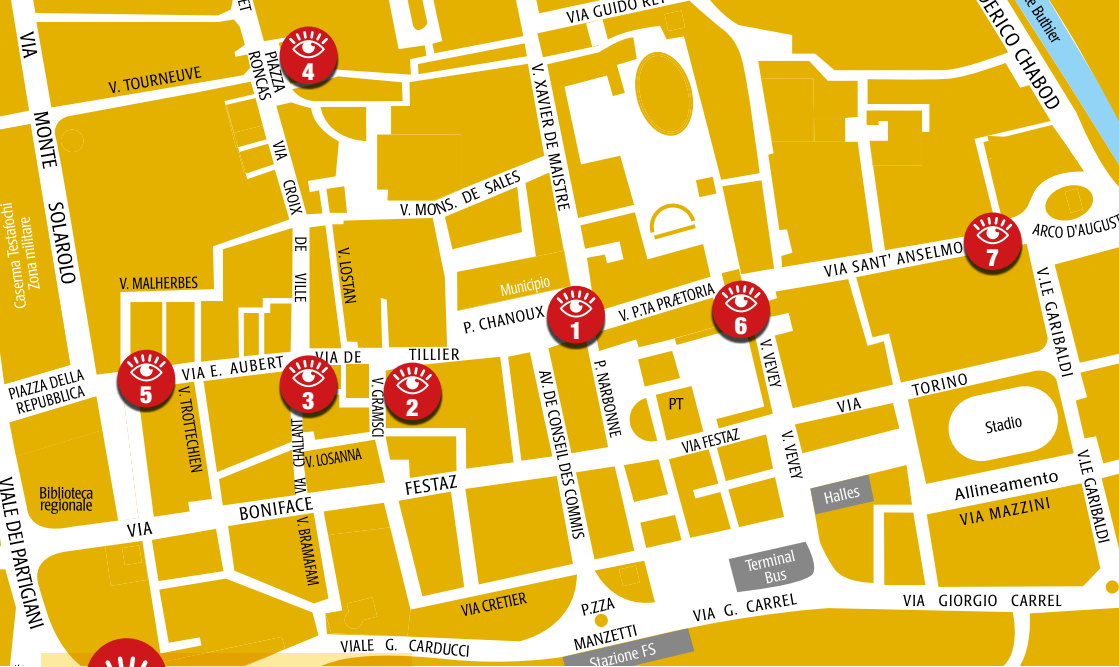 VIA GUIDO REY
VIA
MONTE
SOLAROLO
V. TOURNEUVE
PIAZZA
RONCAS
4
V. XAVIER DE MAISTRE
FEDERICO CHABOD
Buthier
VIA CROIX DE VILLE
V. MONS. DE SALES
Caserma Testafochi
Zona militare
V. MALHERBES
V. LOSTAN
Municipio
P. CHANOUX
1
V. P.TA PRÆTORIA
6
VIA SANT' ANSELMO
7
ARCO D'AUGUSTO
PIAZZA DELLA
REPUBBLICA
5
VIA E. AUBERT
3
VIA DE TILLIER
2
V. GRAMSCI
V. TROTTECHIEN
VIA CHALLANT
V. LOSANNA
AV. DE CONSEIL DES COMMIS
P. NARBONNE
PT
V. VEVEY
VIA TORINO
V.LE GARIBALDI
Stadio
VIA FESTAZ
V. VEVEY
Halles
Allineamento
VIA MAZZINI
V.LE GARIBALDI
Biblioteca
regionale
VIALE DEI PARTIGIANI
VIA BONIFACE FESTAZ
V. BRAMAFAM
VIA CRETIER
Terminal
Bus
P.ZZA
MANZETTI
VIA G. CARREL
VIA GIORGIO CARREL
VIALE G. CARDUCCI
Stazione FS